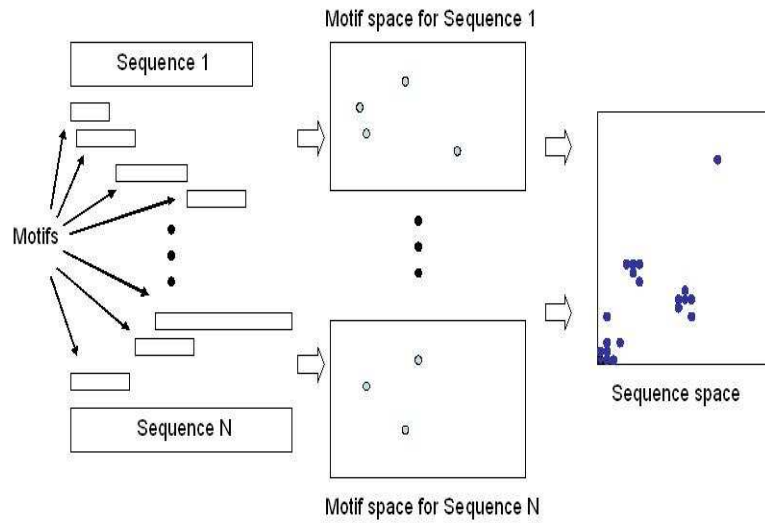 Motif space for Sequence 1
Sequence 1
Motifs
Sequence space
Sequence N
Motif space for Sequence N